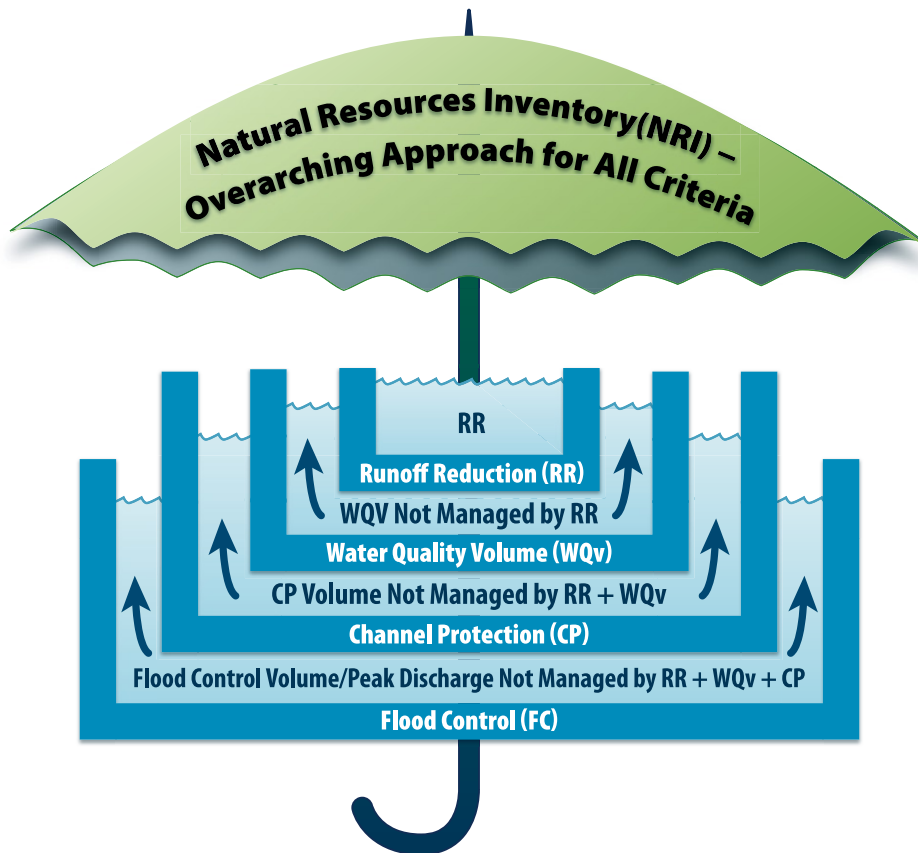 Natural Resources Inventory(NRI) –
Overarching Approach for All Criteria
RR
Runoff Reduction (RR)
WQV Not Managed by RR
Water Quality Volume (WQv)
CP Volume Not Managed by RR + WQv
Channel Protection (CP)
Flood Control Volume/Peak Discharge Not Managed by RR + WQv + CP
Flood Control (FC)